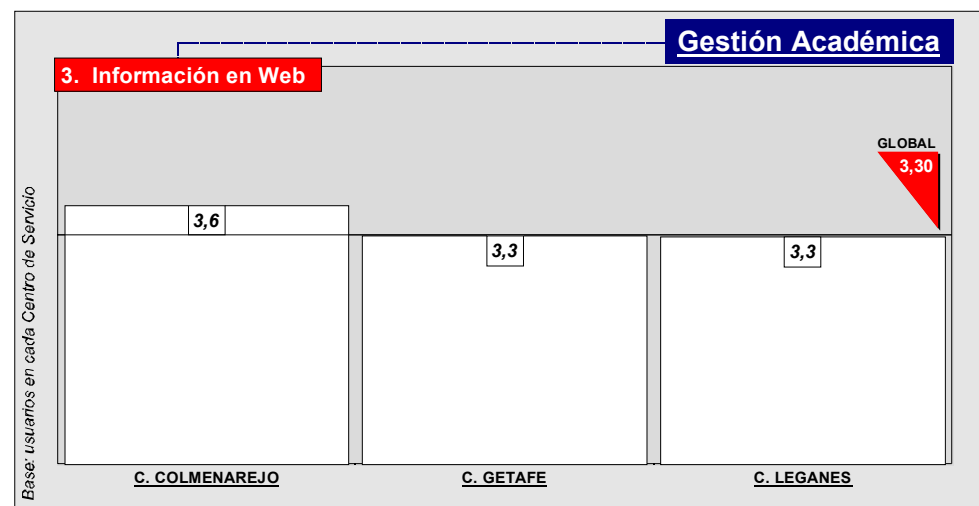 Gestión Académica
3. Información en Web
GLOBAL
3,30
3,6
3,3
3,3
Base: usuarios en cada Centro de Servicio
C. COLMENAREJO
C. GETAFE
C. LEGANES